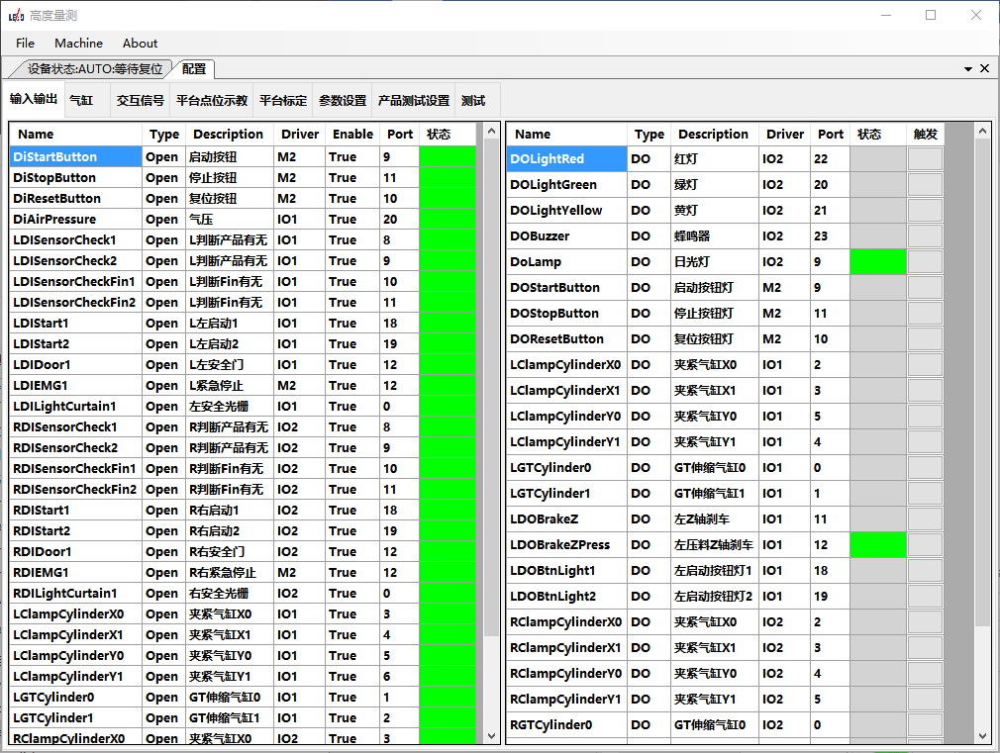 LEAD 高度量测
File Machine About
设备状态:AUTO:等待复位 配置
输入输出 气缸 交互信号 平台点位示教 平台标定 参数设置 产品测试设置 测试
Name Type Description Driver Enable Port 状态
DiStartButton Open 启动按钮 M2 True 9
DiStopButton Open 停止按钮 M2 True 11
DiResetButton Open 复位按钮 M2 True 10
DiAirPressure Open 气压 IO1 True 20
LDISensorCheck1 Open L判断产品有无 IO1 True 8
LDISensorCheck2 Open L判断产品有无 IO1 True 9
LDISensorCheckFin1 Open L判断Fin有无 IO1 True 10
LDISensorCheckFin2 Open L判断Fin有无 IO1 True 11
LDIStart1 Open L左启动1 IO1 True 18
LDIStart2 Open L左启动2 IO1 True 19
LDIDoor1 Open L左安全门 IO1 True 12
LDIEMG1 Open L紧急停止 M2 True 12
LDILightCurtain1 Open 左安全光栅 IO1 True 0
RDISensorCheck1 Open R判断产品有无 IO2 True 8
RDISensorCheck2 Open R判断产品有无 IO2 True 9
RDISensorCheckFin1 Open R判断Fin有无 IO2 True 10
RDISensorCheckFin2 Open R判断Fin有无 IO2 True 11
RDIStart1 Open R右启动1 IO2 True 18
RDIStart2 Open R右启动2 IO2 True 19
RDIDoor1 Open R右安全门 IO2 True 12
RDIEMG1 Open R右紧急停止 M2 True 12
RDILightCurtain1 Open 右安全光栅 IO2 True 0
LClampCylinderX0 Open 夹紧气缸X0 IO1 True 3
LClampCylinderX1 Open 夹紧气缸X1 IO1 True 4
LClampCylinderY0 Open 夹紧气缸Y0 IO1 True 5
LClampCylinderY1 Open 夹紧气缸Y1 IO1 True 6
LGTCylinder0 Open GT伸缩气缸0 IO1 True 1
LGTCylinder1 Open GT伸缩气缸1 IO1 True 2
RClampCylinderX0 Open 夹紧气缸X0 IO2 True 3
Name Type Description Driver Port 状态 触发
DOLightRed DO 红灯 IO2 22
DOLightGreen DO 绿灯 IO2 20
DOLightYellow DO 黄灯 IO2 21
DOBuzzer DO 蜂鸣器 IO2 23
DoLamp DO 日光灯 IO2 9
DOStartButton DO 启动按钮灯 M2 9
DOStopButton DO 停止按钮灯 M2 11
DOResetButton DO 复位按钮灯 M2 10
LClampCylinderX0 DO 夹紧气缸X0 IO1 2
LClampCylinderX1 DO 夹紧气缸X1 IO1 3
LClampCylinderY0 DO 夹紧气缸Y0 IO1 5
LClampCylinderY1 DO 夹紧气缸Y1 IO1 4
LGTCylinder0 DO GT伸缩气缸0 IO1 0
LGTCylinder1 DO GT伸缩气缸1 IO1 1
LDOBrakeZ DO 左Z轴刹车 IO1 11
LDOBrakeZPress DO 左压料Z轴刹车 IO1 12
LDOBtnLight1 DO 左启动按钮灯1 IO1 18
LDOBtnLight2 DO 左启动按钮灯2 IO1 19
RClampCylinderX0 DO 夹紧气缸X0 IO2 2
RClampCylinderX1 DO 夹紧气缸X1 IO2 3
RClampCylinderY0 DO 夹紧气缸Y0 IO2 4
RClampCylinderY1 DO 夹紧气缸Y1 IO2 5
RGTCylinder0 DO GT伸缩气缸0 IO2 0